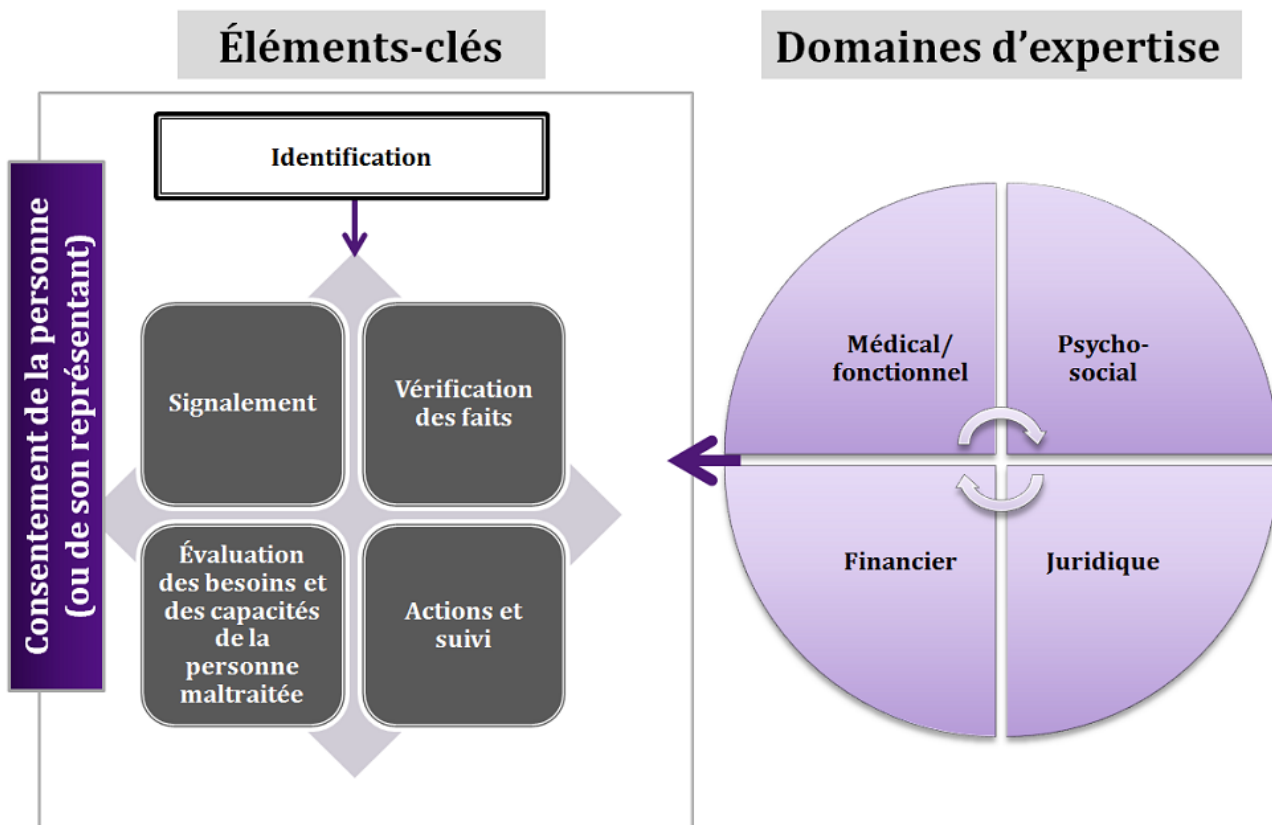 Éléments-clés
Domaines d’expertise
Consentement de la personne
(ou de son représentant)
Identification
Signalement
Vérification
des faits
Évaluation
des besoins et
des capacités
de la
personne
maltraitée
Actions et
suivi
Médical/
fonctionnel
Psycho-
social
Financier
Juridique